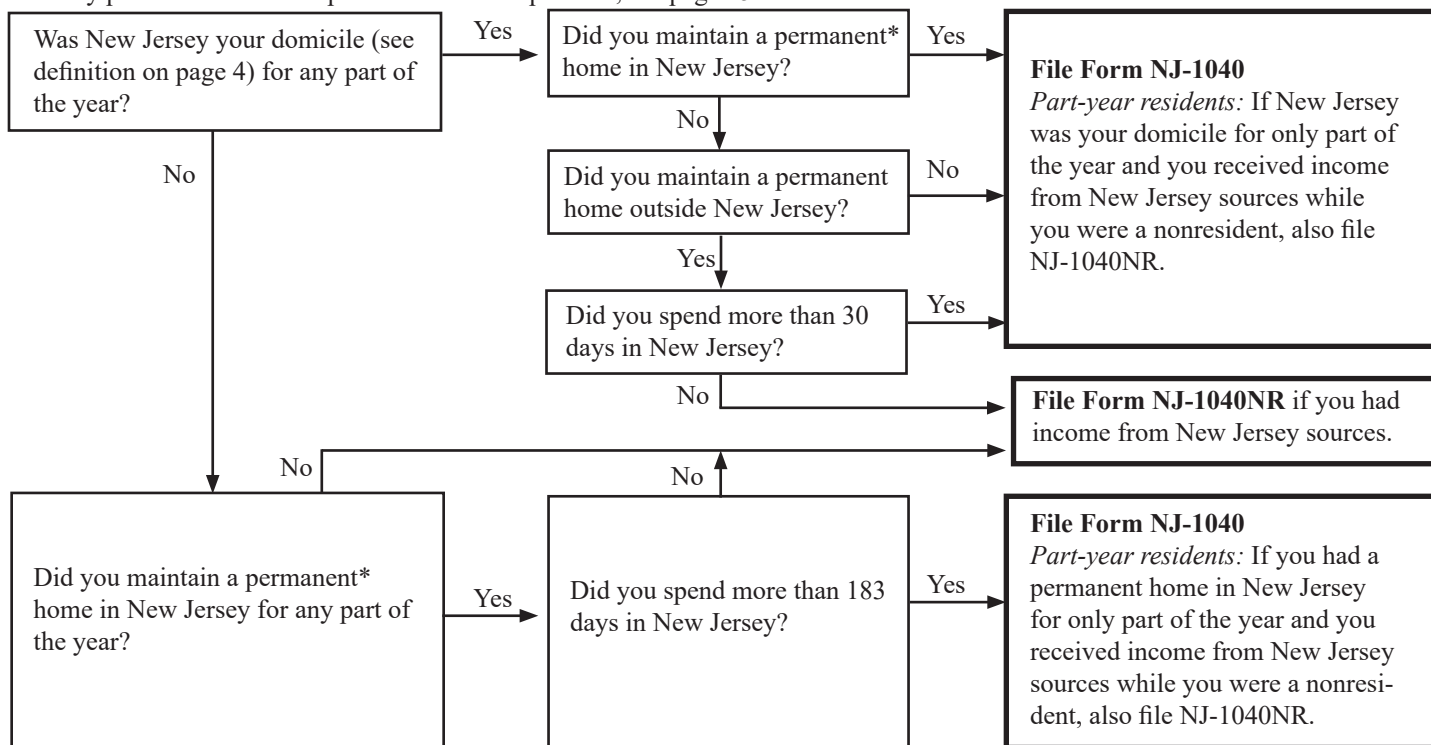 Was New Jersey your domicile (see
definition on page 4) for any part of
the year?
Yes
Did you maintain a permanent*
home in New Jersey?
Yes
File Form NJ-1040
Part-year residents: If New Jersey
was your domicile for only part of
the year and you received income
from New Jersey sources while
you were a nonresident, also file
NJ-1040NR.
No
No
Did you maintain a permanent
home outside New Jersey?
No
Yes
Did you spend more than 30
days in New Jersey?
Yes
No
File Form NJ-1040NR if you had
income from New Jersey sources.
No
No
Did you maintain a permanent*
home in New Jersey for any part of
the year?
Yes
Did you spend more than 183
days in New Jersey?
Yes
File Form NJ-1040
Part-year residents: If you had a
permanent home in New Jersey
for only part of the year and you
received income from New Jersey
sources while you were a nonresi-
dent, also file NJ-1040NR.